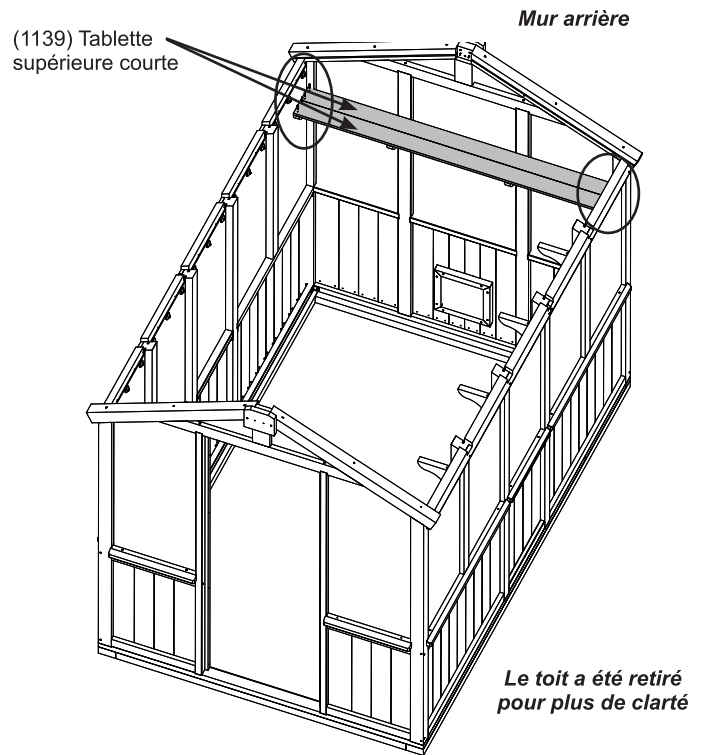 Mur arrière
(1139) Tablette
supérieure courte
Le toit a été retiré
pour plus de clarté